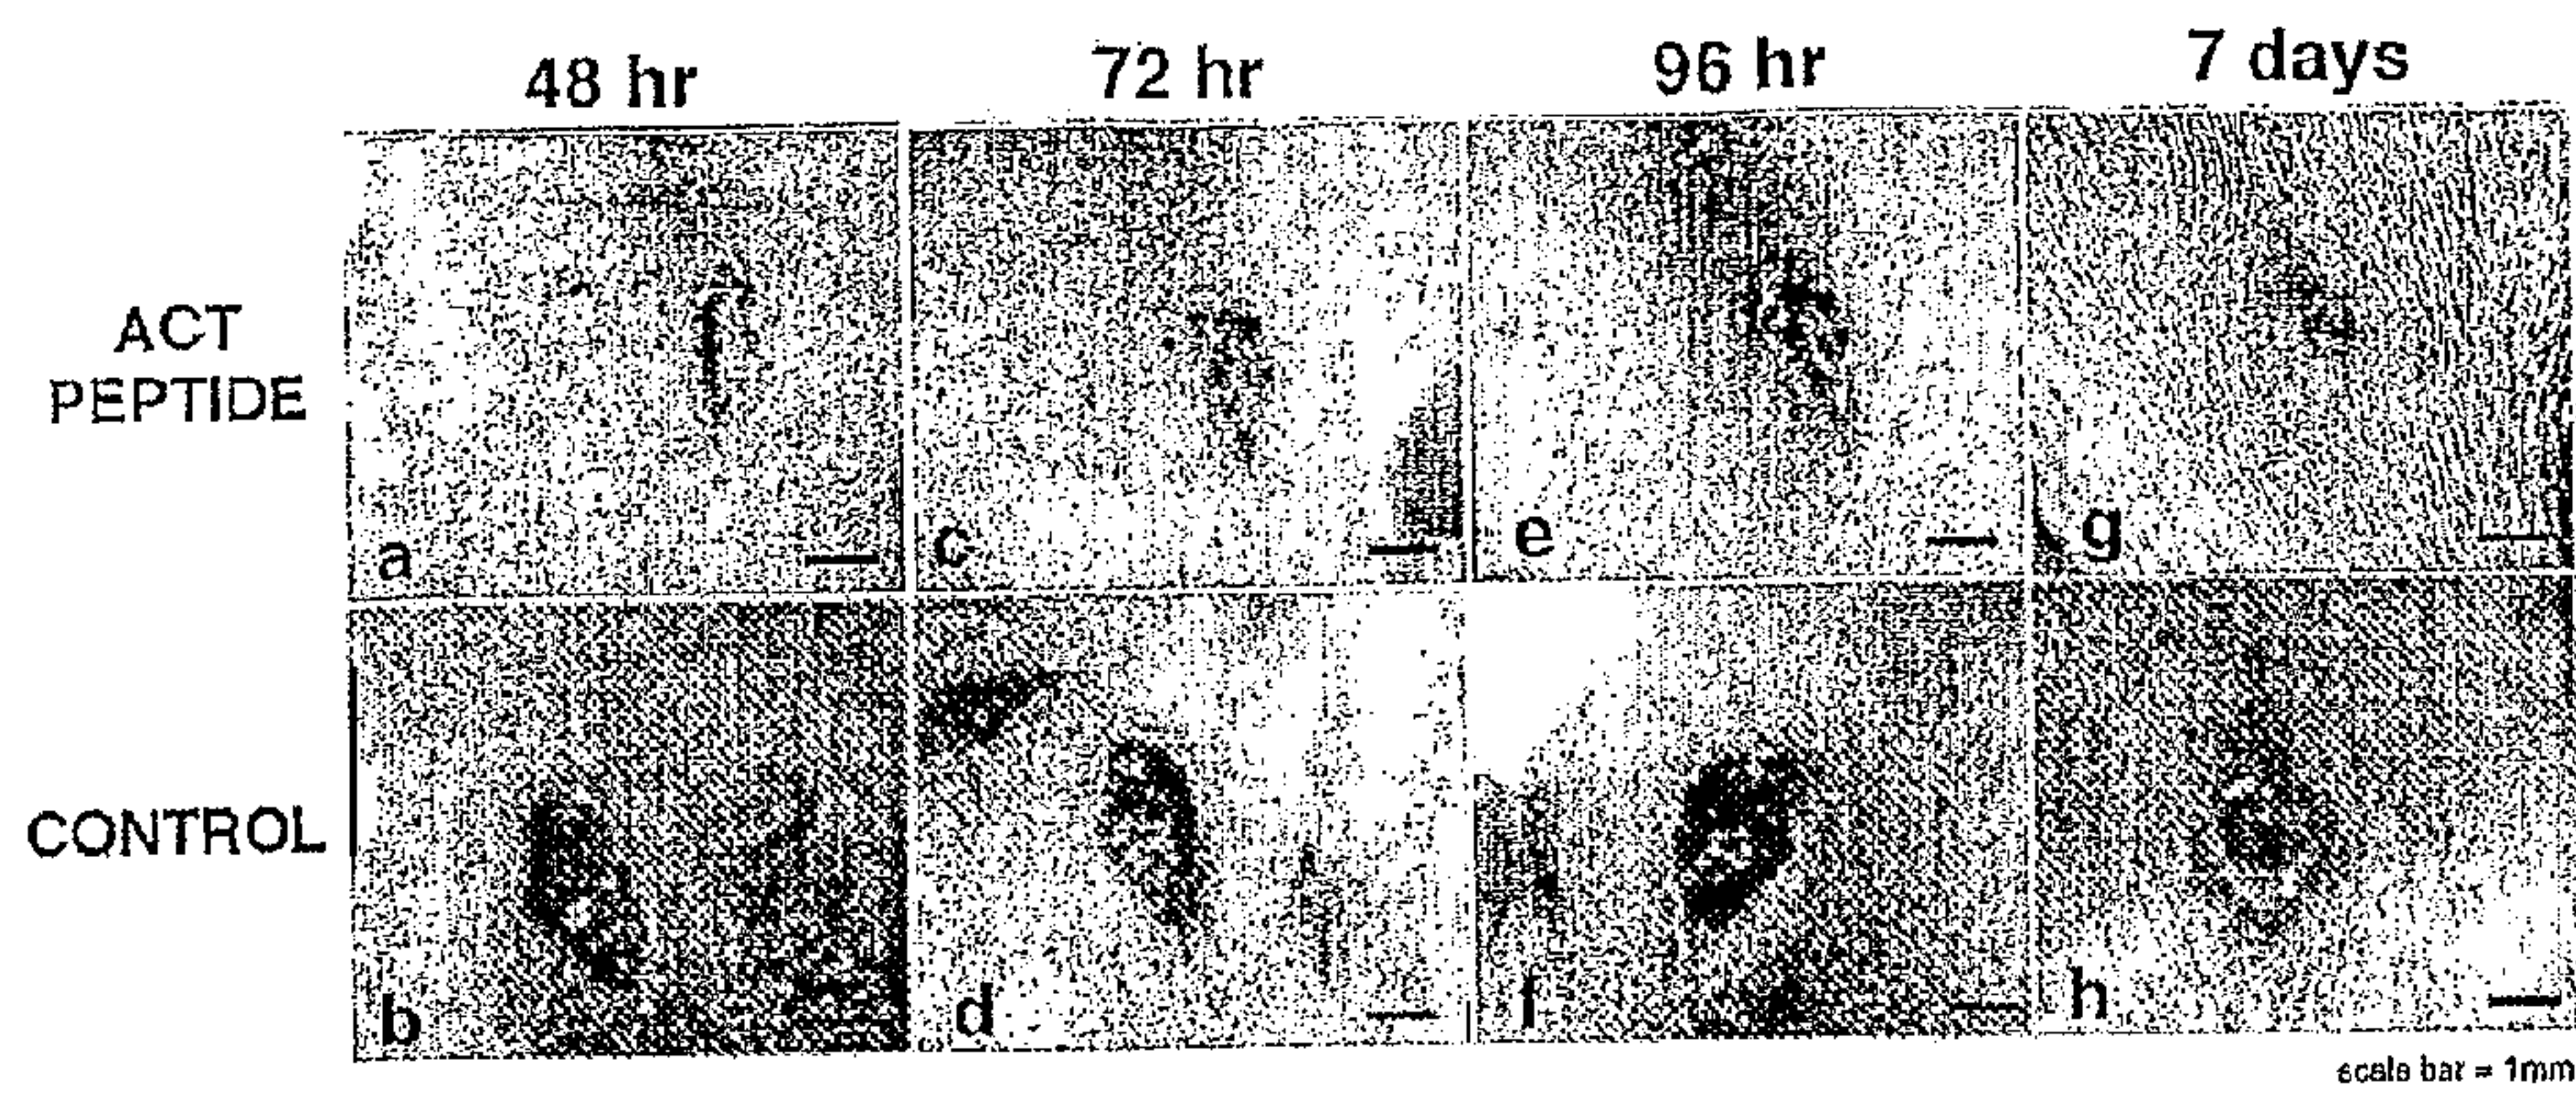 48 hr 72 hr 96 hr 7 days
ACT
PEPTIDE
a c e g
CONTROL
b d f h
scale bar = 1mm